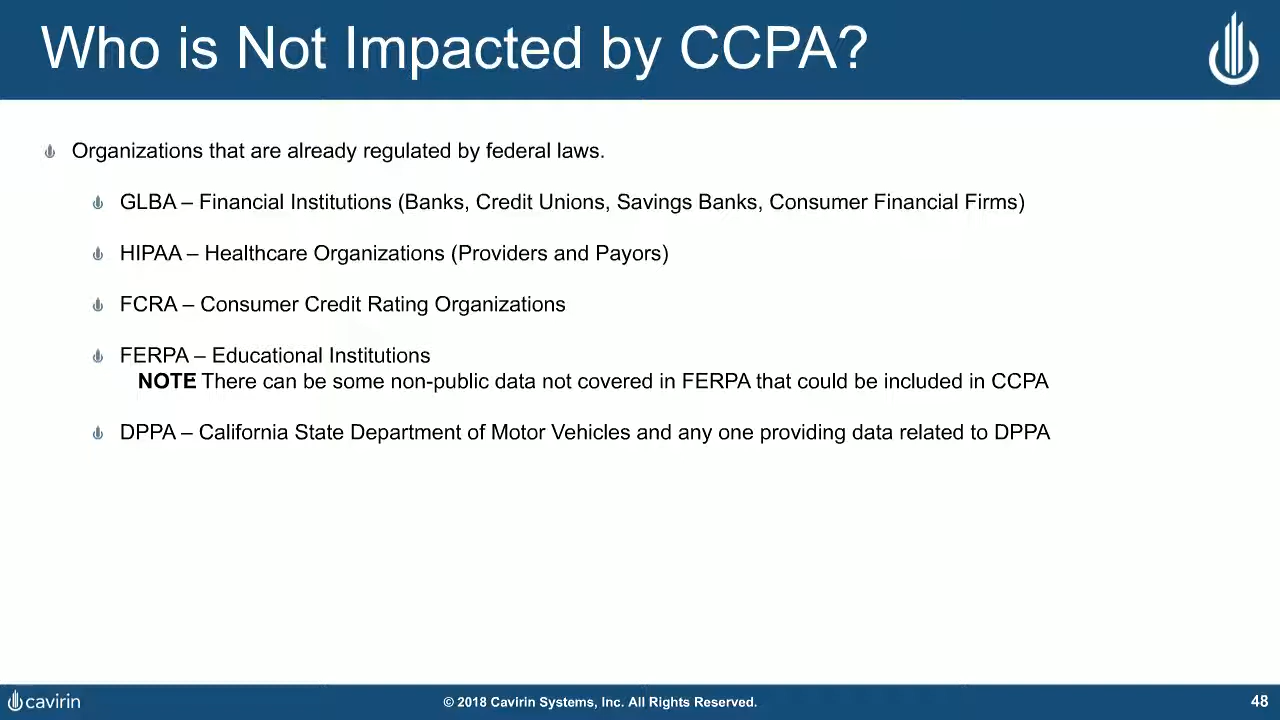 Who is Not Impacted by CCPA?
Organizations that are already regulated by federal laws.
GLBA – Financial Institutions (Banks, Credit Unions, Savings Banks, Consumer Financial Firms)
HIPAA – Healthcare Organizations (Providers and Payors)
FCRA – Consumer Credit Rating Organizations
FERPA – Educational Institutions
NOTE There can be some non-public data not covered in FERPA that could be included in CCPA
DPPA – California State Department of Motor Vehicles and any one providing data related to DPPA
cavirin
© 2018 Cavirin Systems, Inc. All Rights Reserved.
48